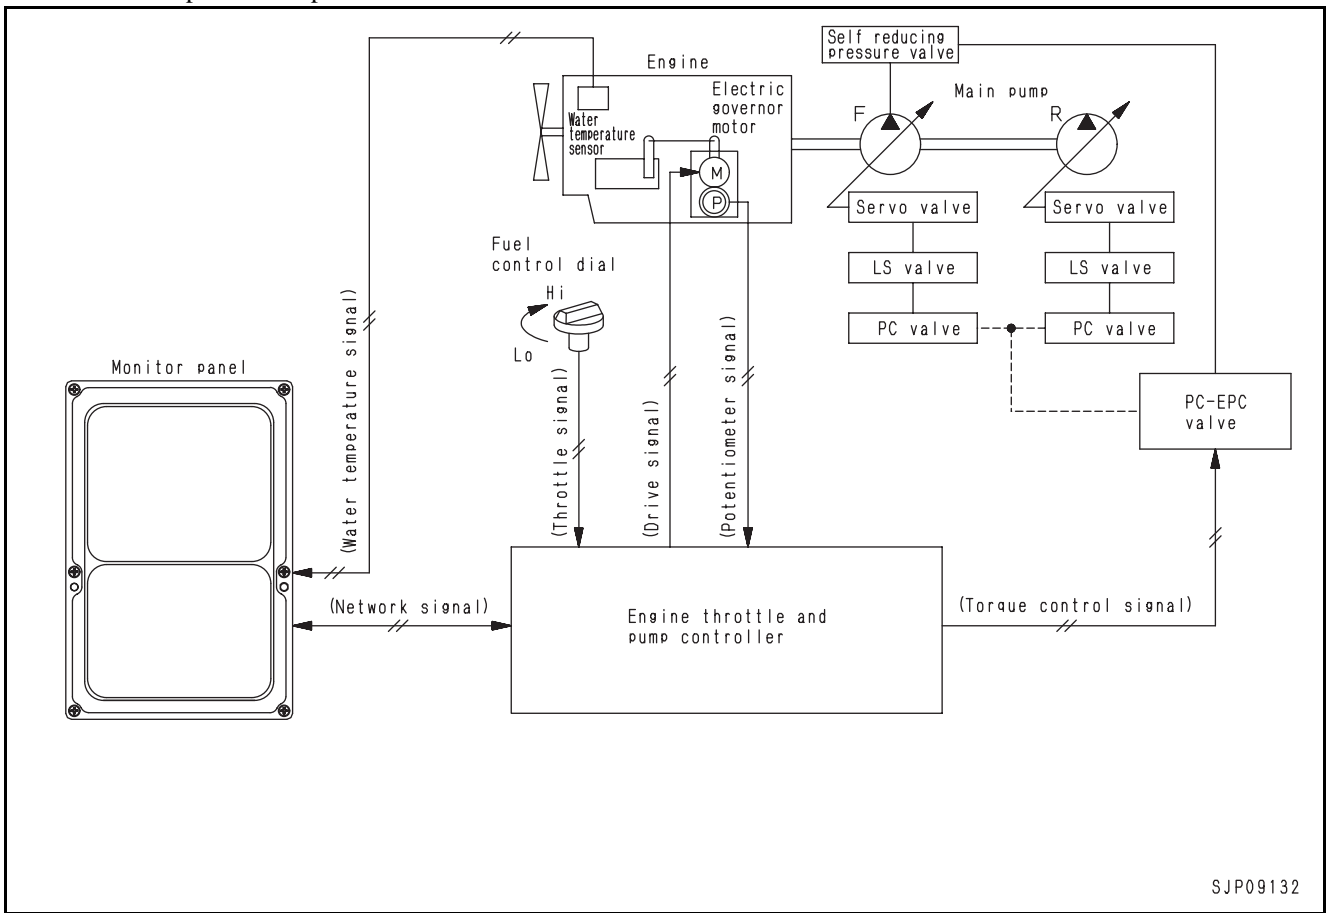 Self reducing
pressure valve
Engine
Electric
governor
motor
Main pump
F
R
Water
temperature
sensor
M
P
Servo valve
Servo valve
Fuel
control dial
LS valve
LS valve
Hi
Lo
PC valve
PC valve
Monitor panel
(Water temperature signal)
(Throttle signal)
(Drive signal)
(Potentiometer signal)
PC-EPC
valve
(Network signal)
Engine throttle and
pump controller
(Torque control signal)
SJP09132